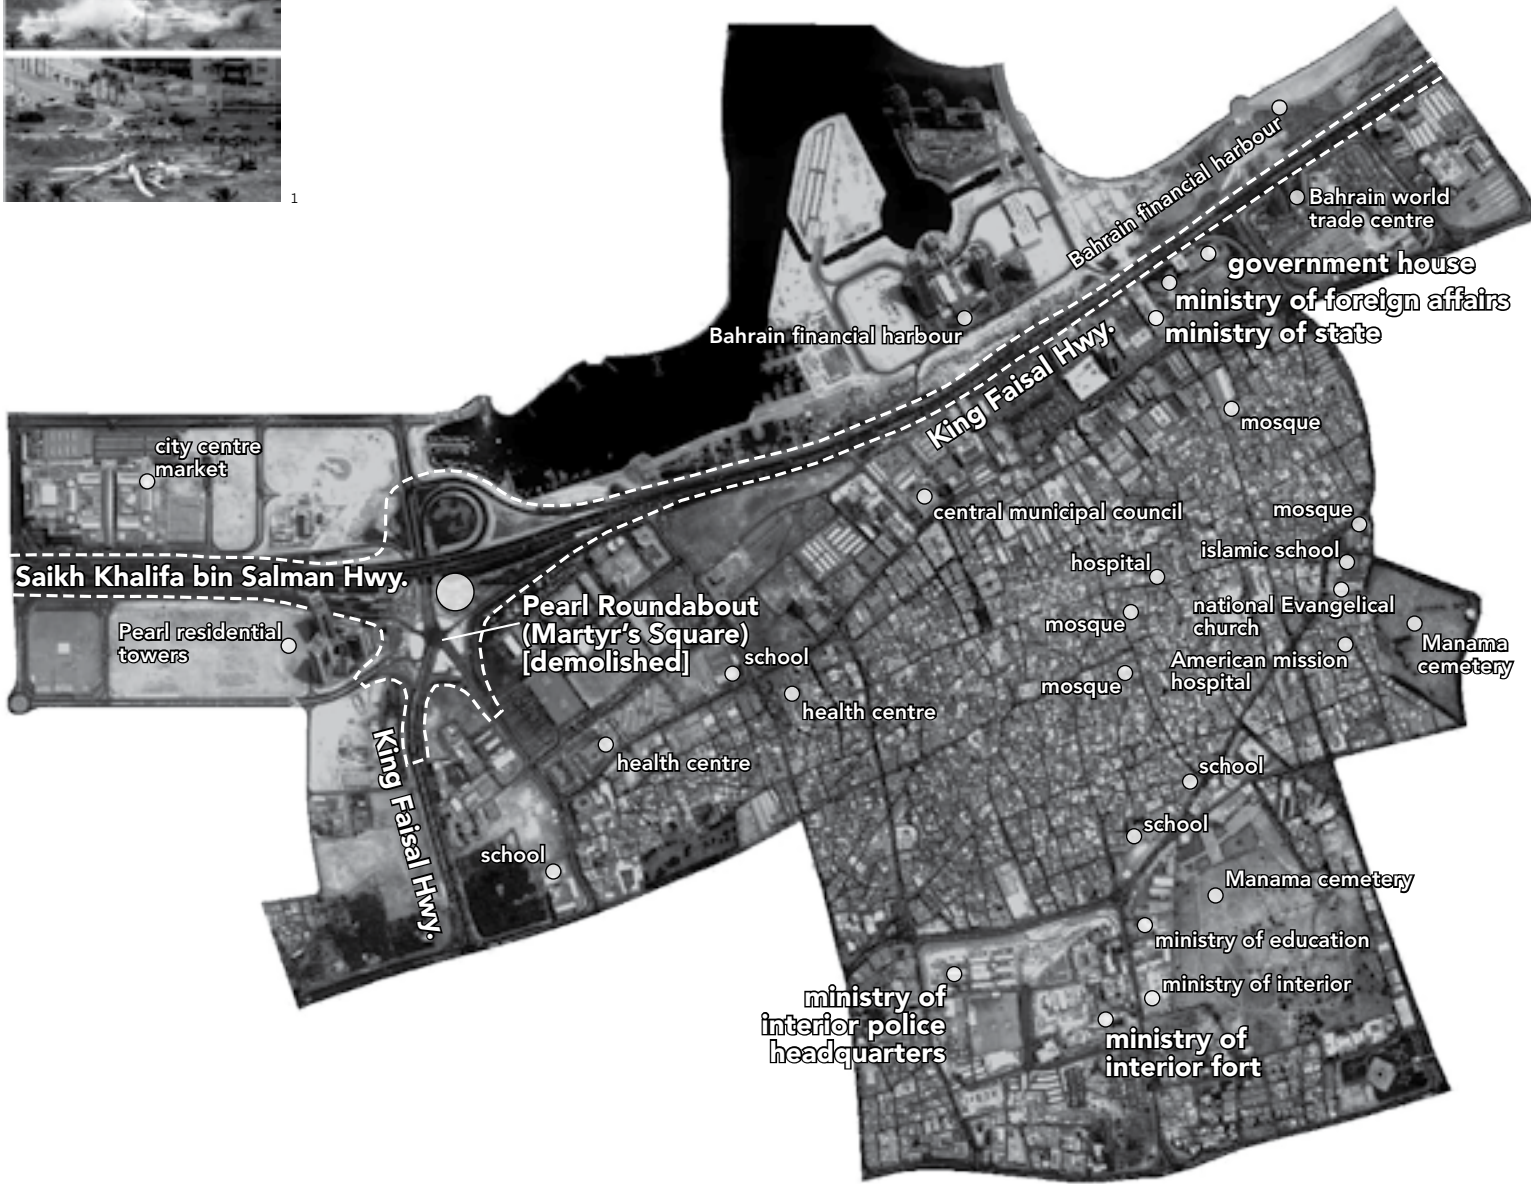 1
Bahrain financial harbour
Bahrain world
trade centre
government house
ministry of foreign affairs
ministry of state
Bahrain financial harbour
King Faisal Hwy.
mosque
city centre
market
central municipal council
mosque
islamic school
hospital
Saikh Khalifa bin Salman Hwy.
national Evangelical
church
Pearl Roundabout
(Martyr's Square)
[demolished]
mosque
Pearl residential
towers
Manama
cemetery
American mission
hospital
school
mosque
health centre
King Faisal Hwy.
health centre
school
school
school
Manama cemetery
ministry of education
ministry of interior
ministry of
interior police
headquarters
ministry of
interior fort